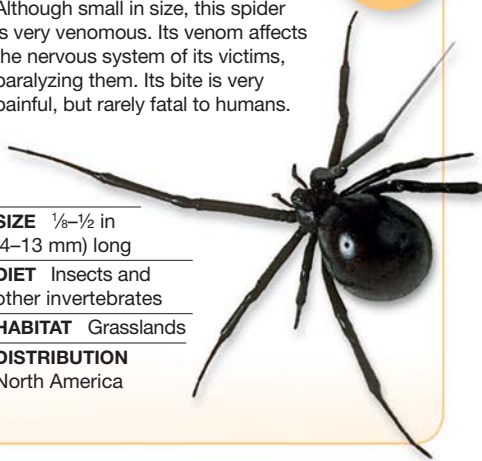 Although small in size, this spider
is very venomous. Its venom affects
the nervous system of its victims,
paralyzing them. Its bite is very
painful, but rarely fatal to humans.
SIZE ⅛–½ in
(4–13 mm) long
DIET Insects and
other invertebrates
HABITAT Grasslands
DISTRIBUTION
North America